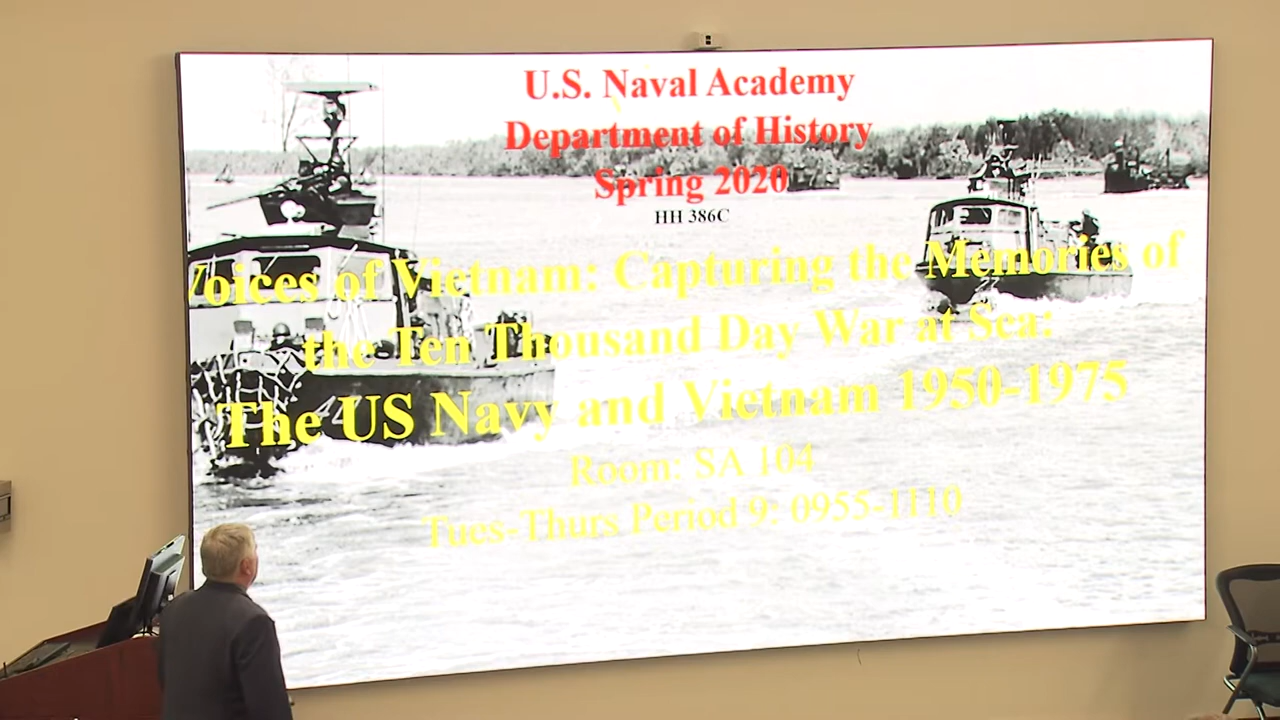 U.S. Naval Academy
Department of History
Spring 2020
HH 386C
Voices of Vietnam: Capturing the Memories of
the Ten Thousand Day War at Sea:
The US Navy and Vietnam 1950-1975
Room: SA 104
Tues-Thurs Period 9: 0955-1110